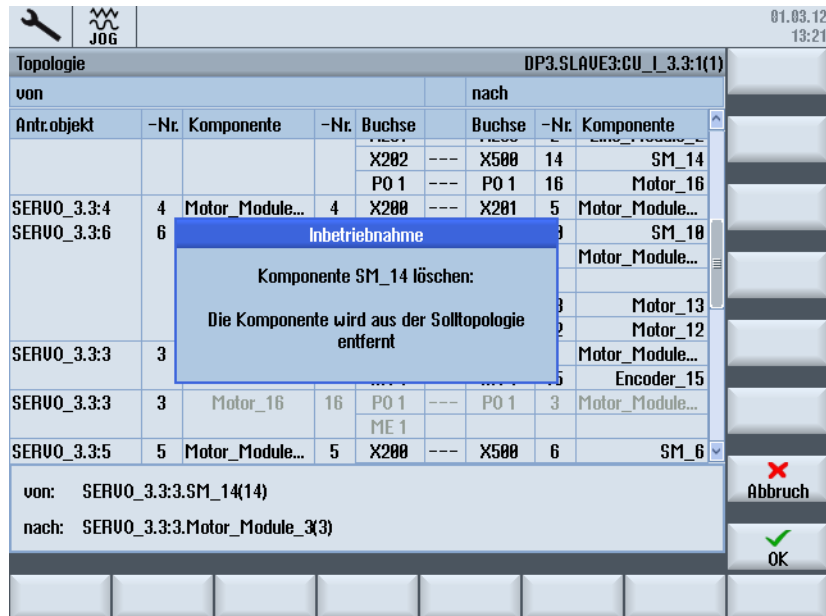 01.03.12
JOG
13:21
Topologie DP3.SLAVE3:CU_I_3.3:1(1)
von nach
Antr.objekt -Nr. Komponente -Nr. Buchse Buchse -Nr. Komponente
X202 --- X500 14 SM_14
PO 1 --- PO 1 16 Motor_16
SERVO_3.3:4 4 Motor_Module... 4 X200 --- X201 5 Motor_Module...
SERVO_3.3:6 6 SM_10
Inbetriebnahme
Motor_Module...
Komponente SM_14 löschen:
Motor_13
Die Komponente wird aus der Solltopologie
entfernt
Motor_12
SERVO_3.3:3 3 Motor_Module...
Encoder_15
SERVO_3.3:3 3 Motor_16 16 PO 1 --- PO 1 3 Motor_Module...
ME 1
SERVO_3.3:5 5 Motor_Module... 5 X200 --- X500 6 SM_6
von: SERVO_3.3:3.SM_14(14)
nach: SERVO_3.3:3.Motor_Module_3(3)
Abbruch
OK